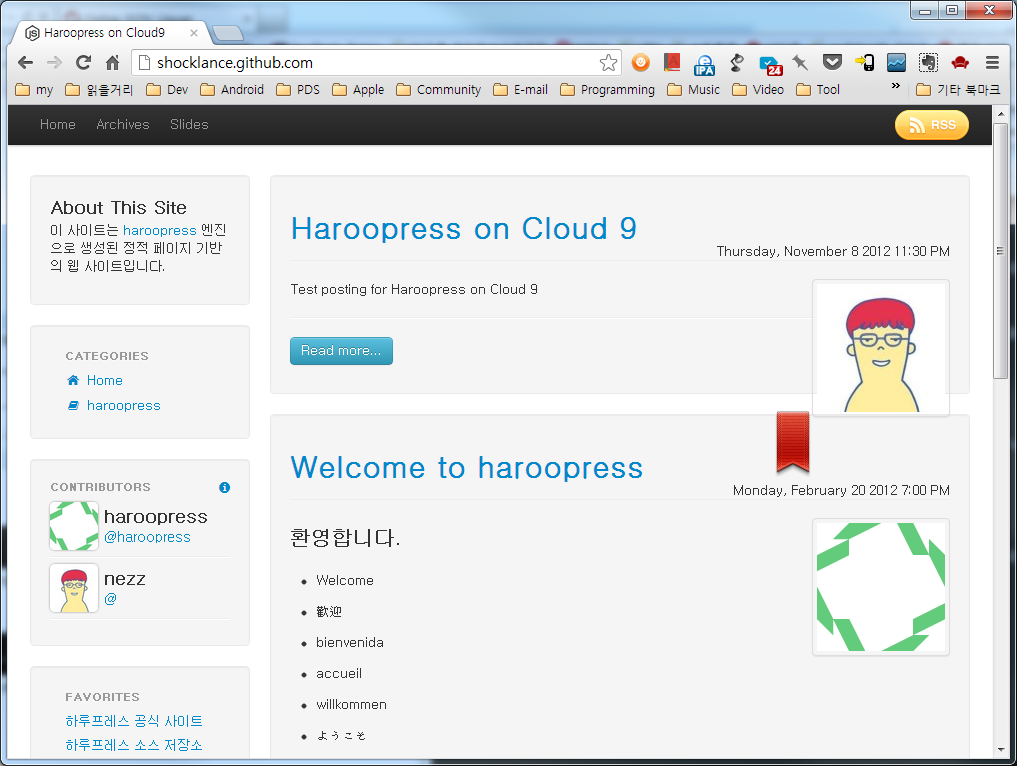 Haroopress on Cloud9
shocklance.github.com
IPA
24
my 읽을거리 Dev Android PDS Apple Community E-mail Programming Music Video Tool » 기타 북마크
Home Archives Slides RSS
About This Site
이 사이트는 haroopress 엔진
으로 생성된 정적 페이지 기반
의 웹 사이트입니다.
CATEGORIES
Home
haroopress
CONTRIBUTORS
haroopress
@haroopress
nezz
@
FAVORITES
하루프레스 공식 사이트
하루프레스 소스 저장소
Haroopress on Cloud 9
Thursday, November 8 2012 11:30 PM
Test posting for Haroopress on Cloud 9
Read more...
Welcome to haroopress
Monday, February 20 2012 7:00 PM
환영합니다.
Welcome
歡迎
bienvenida
accueil
willkommen
ようこそ